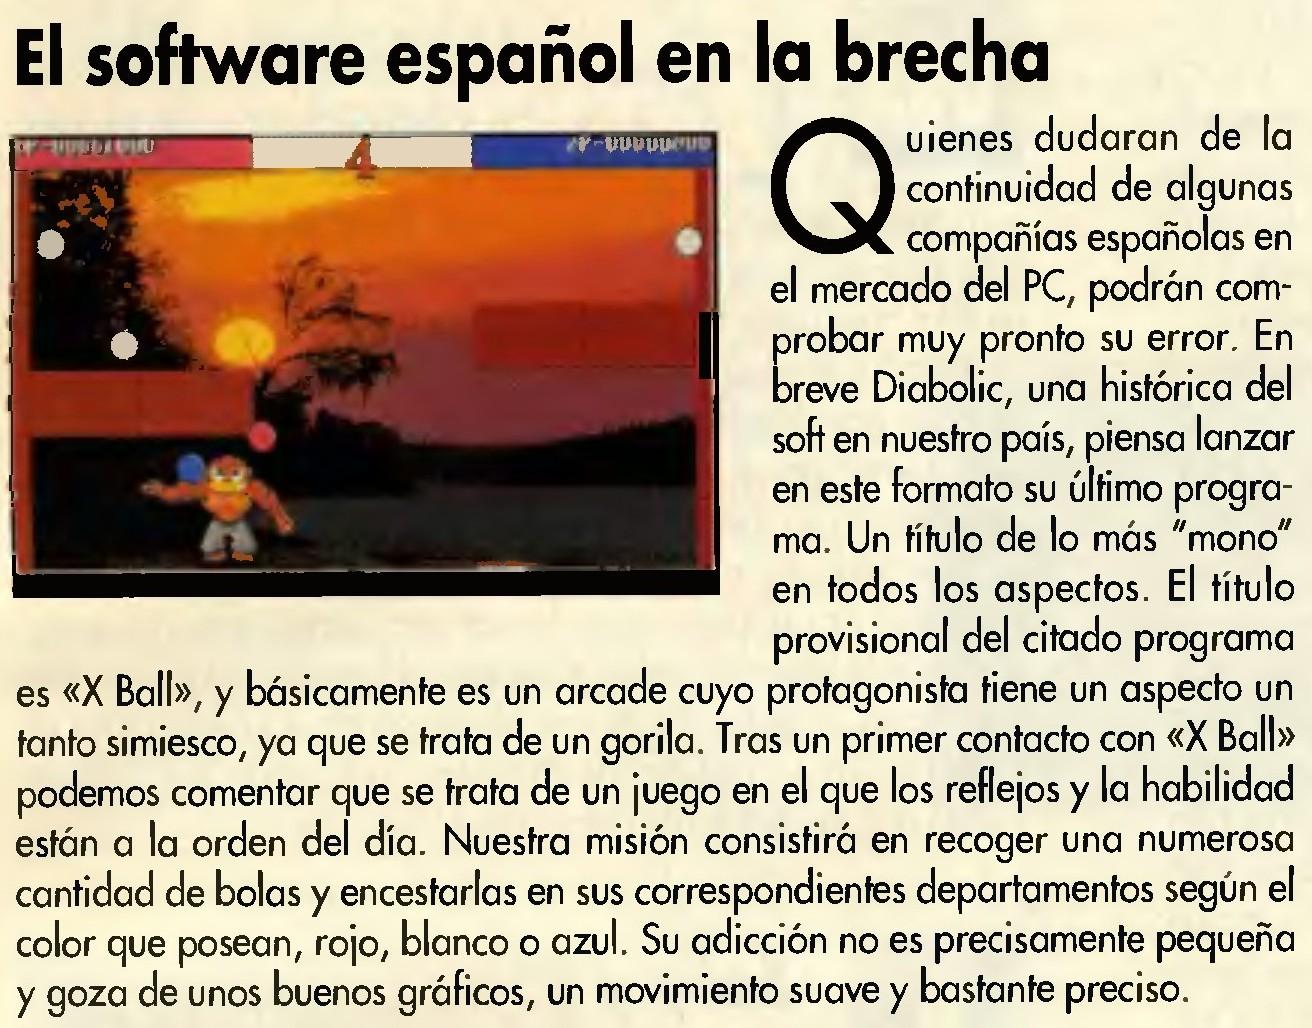 El software español en la brecha
4
Quienes dudaran de la
continuidad de algunas
compañías españolas en
el mercado del PC, podrán com-
probar muy pronto su error. En
breve Diabolic, una histórica del
soft en nuestro país, piensa lanzar
en este formato su último progra-
ma. Un título de lo más "mono"
en todos los aspectos. El título
provisional del citado programa
es «X Ball», y básicamente es un arcade cuyo protagonista tiene un aspecto un
tanto simiesco, ya que se trata de un gorila. Tras un primer contacto con «X Ball»
podemos comentar que se trata de un juego en el que los reflejos y la habilidad
están a la orden del día. Nuestra misión consistirá en recoger una numerosa
cantidad de bolas y encestarlas en sus correspondientes departamentos según el
color que posean, rojo, blanco o azul. Su adicción no es precisamente pequeña
y goza de unos buenos gráficos, un movimiento suave y bastante preciso.